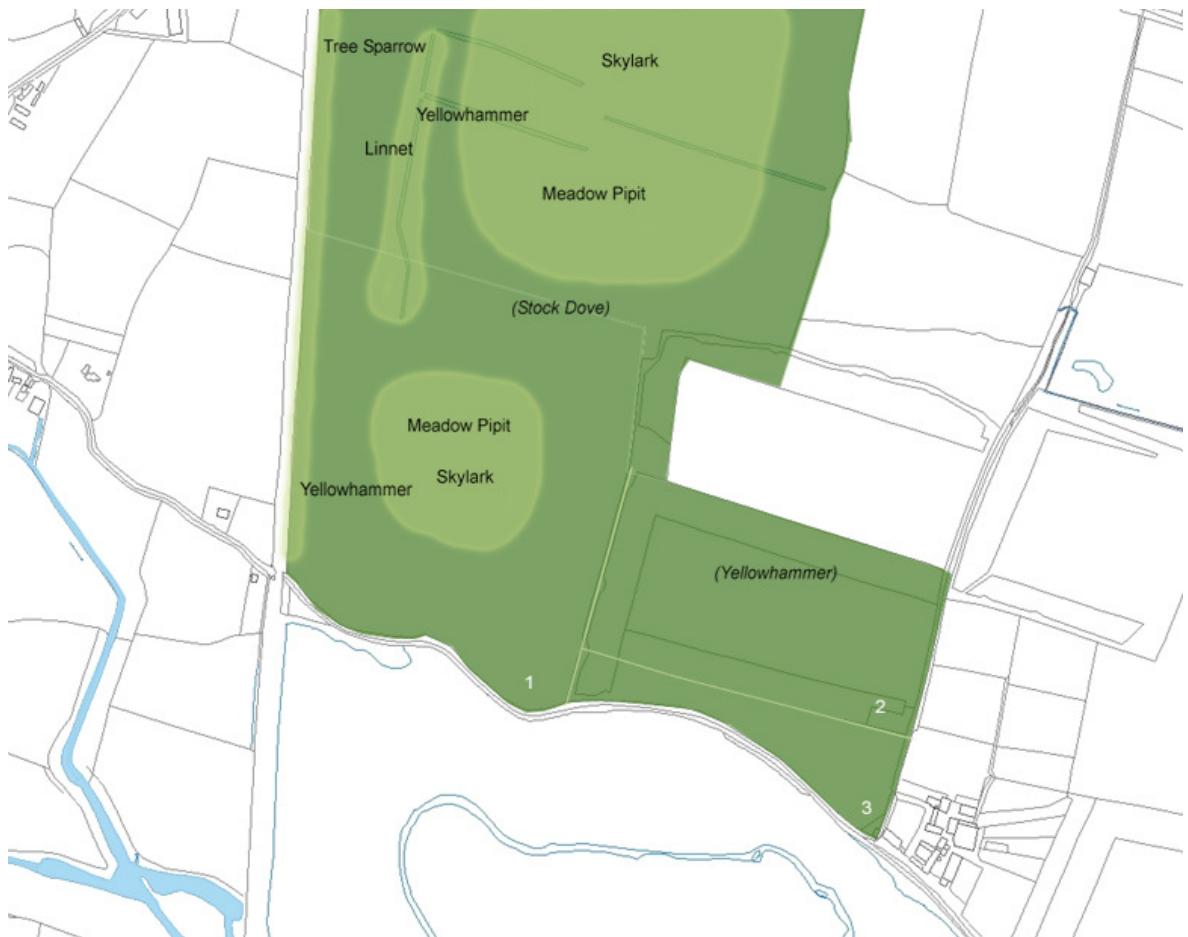 Tree Sparrow
Skylark
Yellowhammer
Linnet
Meadow Pipit
(Stock Dove)
Meadow Pipit
Skylark
Yellowhammer
(Yellowhammer)
1
2
3